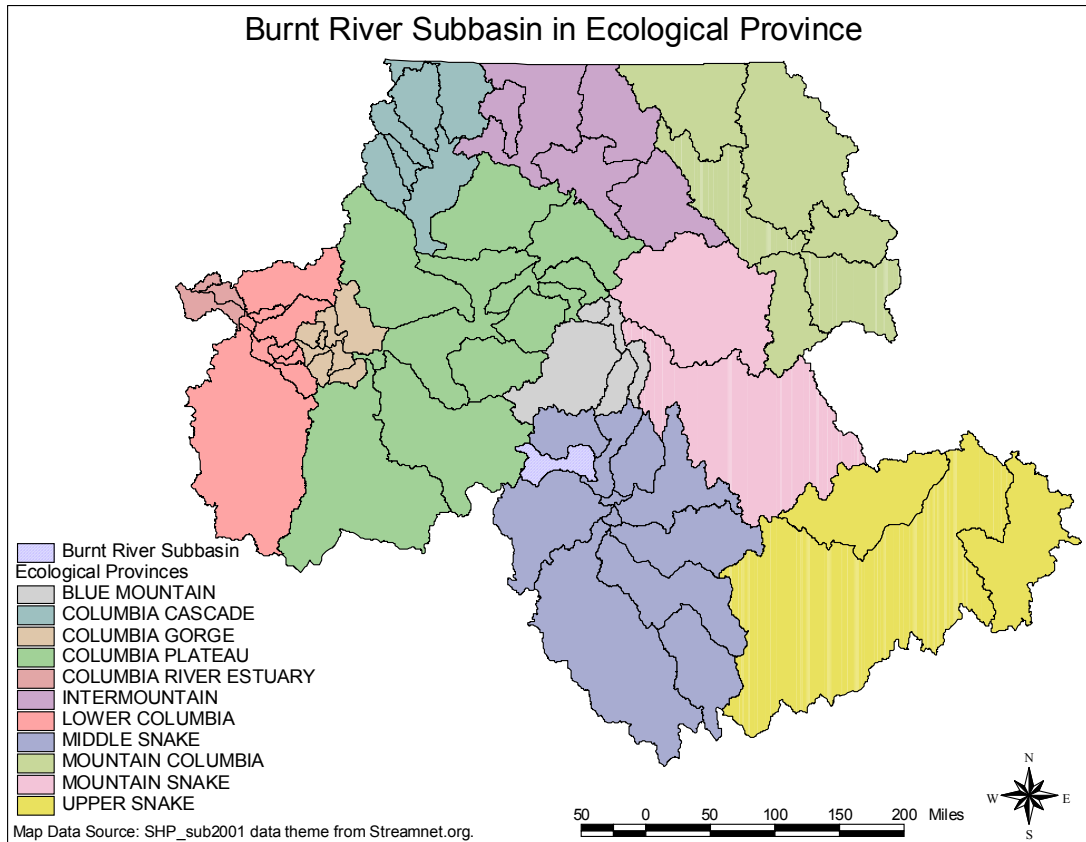 Burnt River Subbasin in Ecological Province
Burnt River Subbasin
Ecological Provinces
BLUE MOUNTAIN
COLUMBIA CASCADE
COLUMBIA GORGE
COLUMBIA PLATEAU
COLUMBIA RIVER ESTUARY
INTERMOUNTAIN
LOWER COLUMBIA
MIDDLE SNAKE
MOUNTAIN COLUMBIA
MOUNTAIN SNAKE
UPPER SNAKE
Map Data Source: SHP_sub2001 data theme from Streamnet.org.
50 0 50 100 150 200 Miles
N
W E
S